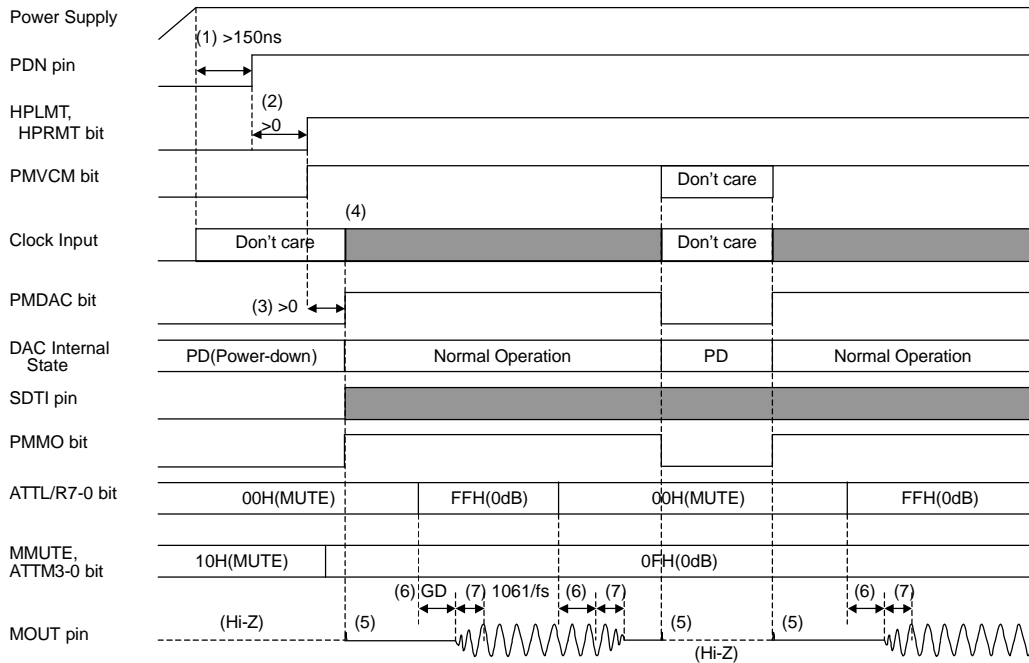 Power Supply
(1) >150ns
PDN pin
(2)
>0
HPLMT,
HPRMT bit
PMVCM bit
Don't care
(4)
Clock Input
Don't care
Don't care
PMDAC bit
(3) >0
DAC Internal
State
PD(Power-down)
Normal Operation
PD
Normal Operation
SDTI pin
PMMO bit
ATTL/R7-0 bit
00H(MUTE)
FFH(0dB)
00H(MUTE)
FFH(0dB)
MMUTE,
ATTM3-0 bit
10H(MUTE)
0FH(0dB)
(6) GD (7) 1061/fs (6) (7) (6) (7)
MOUT pin
(Hi-Z)
(5)
(5)
(5)
(Hi-Z)